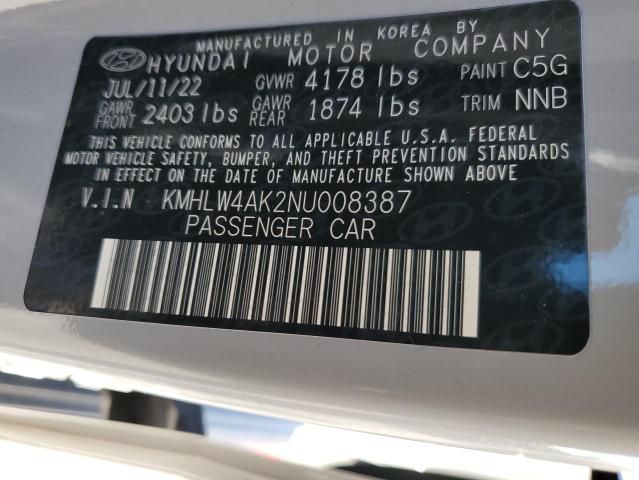 MANUFACTURED IN KOREA BY
HYUNDAI MOTOR COMPANY
JUL/11/22 GVWR 4178 lbs PAINT C5G
GAWR FRONT 2403 lbs GAWR REAR 1874 lbs TRIM NNB
THIS VEHICLE CONFORMS TO ALL APPLICABLE U.S.A. FEDERAL
MOTOR VEHICLE SAFETY, BUMPER, AND THEFT PREVENTION STANDARDS
IN EFFECT ON THE DATE OF MANUFACTURE SHOWN ABOVE.
V.I.N KMHLW4AK2NU008387
PASSENGER CAR